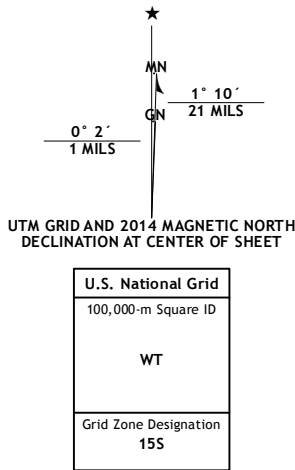 ★
MN
GN
1° 10´
21 MILS
0° 2´
1 MILS
UTM GRID AND 2014 MAGNETIC NORTH
DECLINATION AT CENTER OF SHEET
U.S. National Grid
100,000-m Square ID
WT
Grid Zone Designation
15S